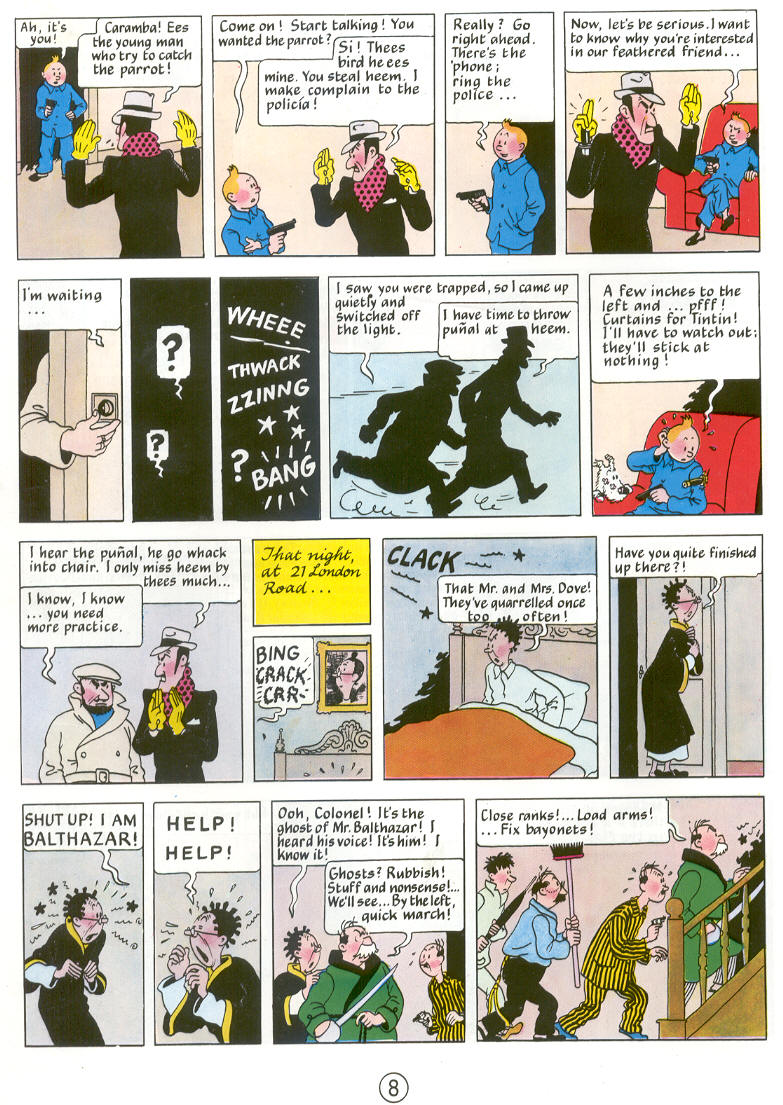 Ah, it's
you!
Caramba! Ees
the young man
who try to catch
the parrot!
Come on! Start talking! You
wanted the parrot?
Si! Thees
bird he ees
mine. You steal heem. I
make complain to the
policía!
Really? Go
right ahead.
There's the
'phone;
ring the
police ...
Now, let's be serious. I want
to know why you're interested
in our feathered friend...
I'm waiting
...
?
?
WHEEE
THWACK
ZZINNG
?
BANG
I saw you were trapped, so I came up
quietly and
switched off
the light.
I have time to throw
puñal at heem.
A few inches to the
left and ... pfff!
Curtains for Tintin!
I'll have to watch out:
they'll stick at
nothing!
I hear the puñal, he go whack
into chair. I only miss heem by
thees much...
I know, I know
... you need
more practice.
That night,
at 21 London
Road...
BING
CRACK
CRR-
CLACK
That Mr. and Mrs. Dove!
They've quarrelled once
too often!
Have you quite finished
up there?!
SHUT UP! I AM
BALTHAZAR!
HELP!
HELP!
Ooh, Colonel! It's the
ghost of Mr. Balthazar! I
heard his voice! It's him! I
know it!
Ghosts? Rubbish!
Stuff and nonsense!...
We'll see... By the left,
quick march!
Close ranks!... Load arms!
... Fix bayonets!
8